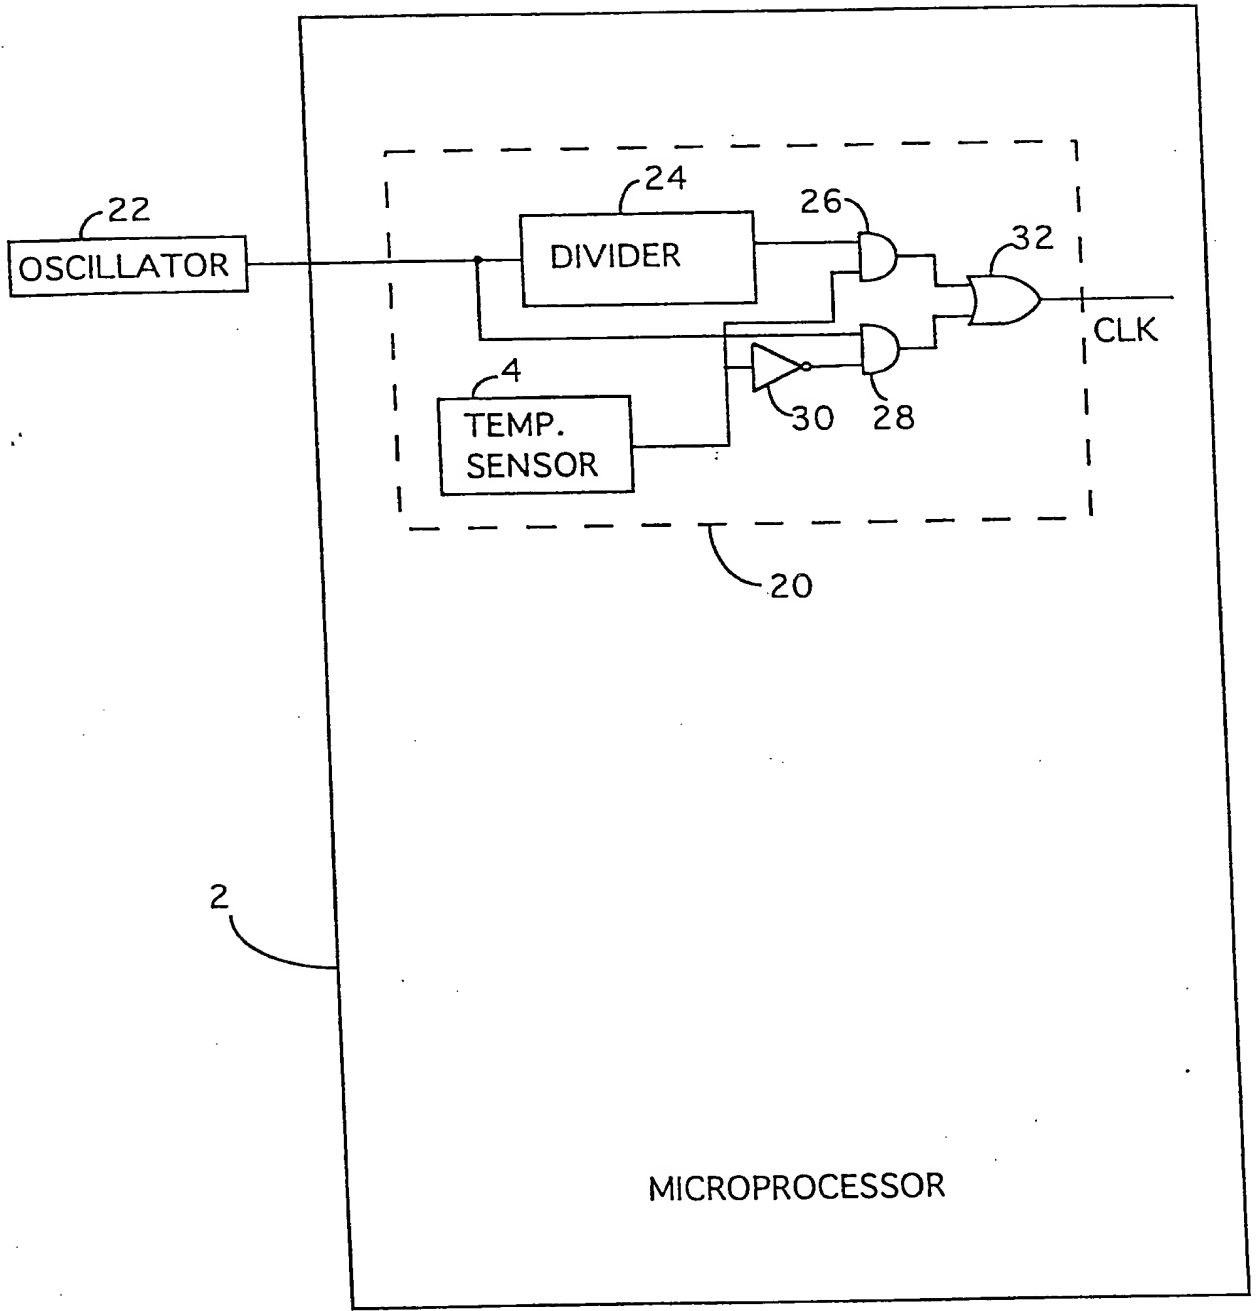 24
22
26
OSCILLATOR
DIVIDER
32
CLK
4
TEMP.
SENSOR
30
28
20
2
MICROPROCESSOR